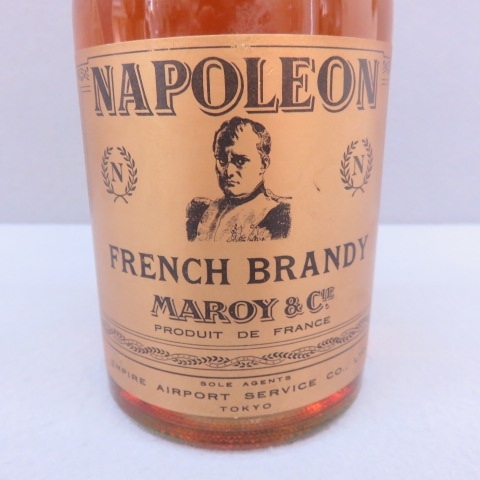 NAPOLEON
N N
FRENCH BRANDY
MAROY & CIE
PRODUIT DE FRANCE
SOLE AGENTS
EMPIRE AIRPORT SERVICE CO.,
TOKYO